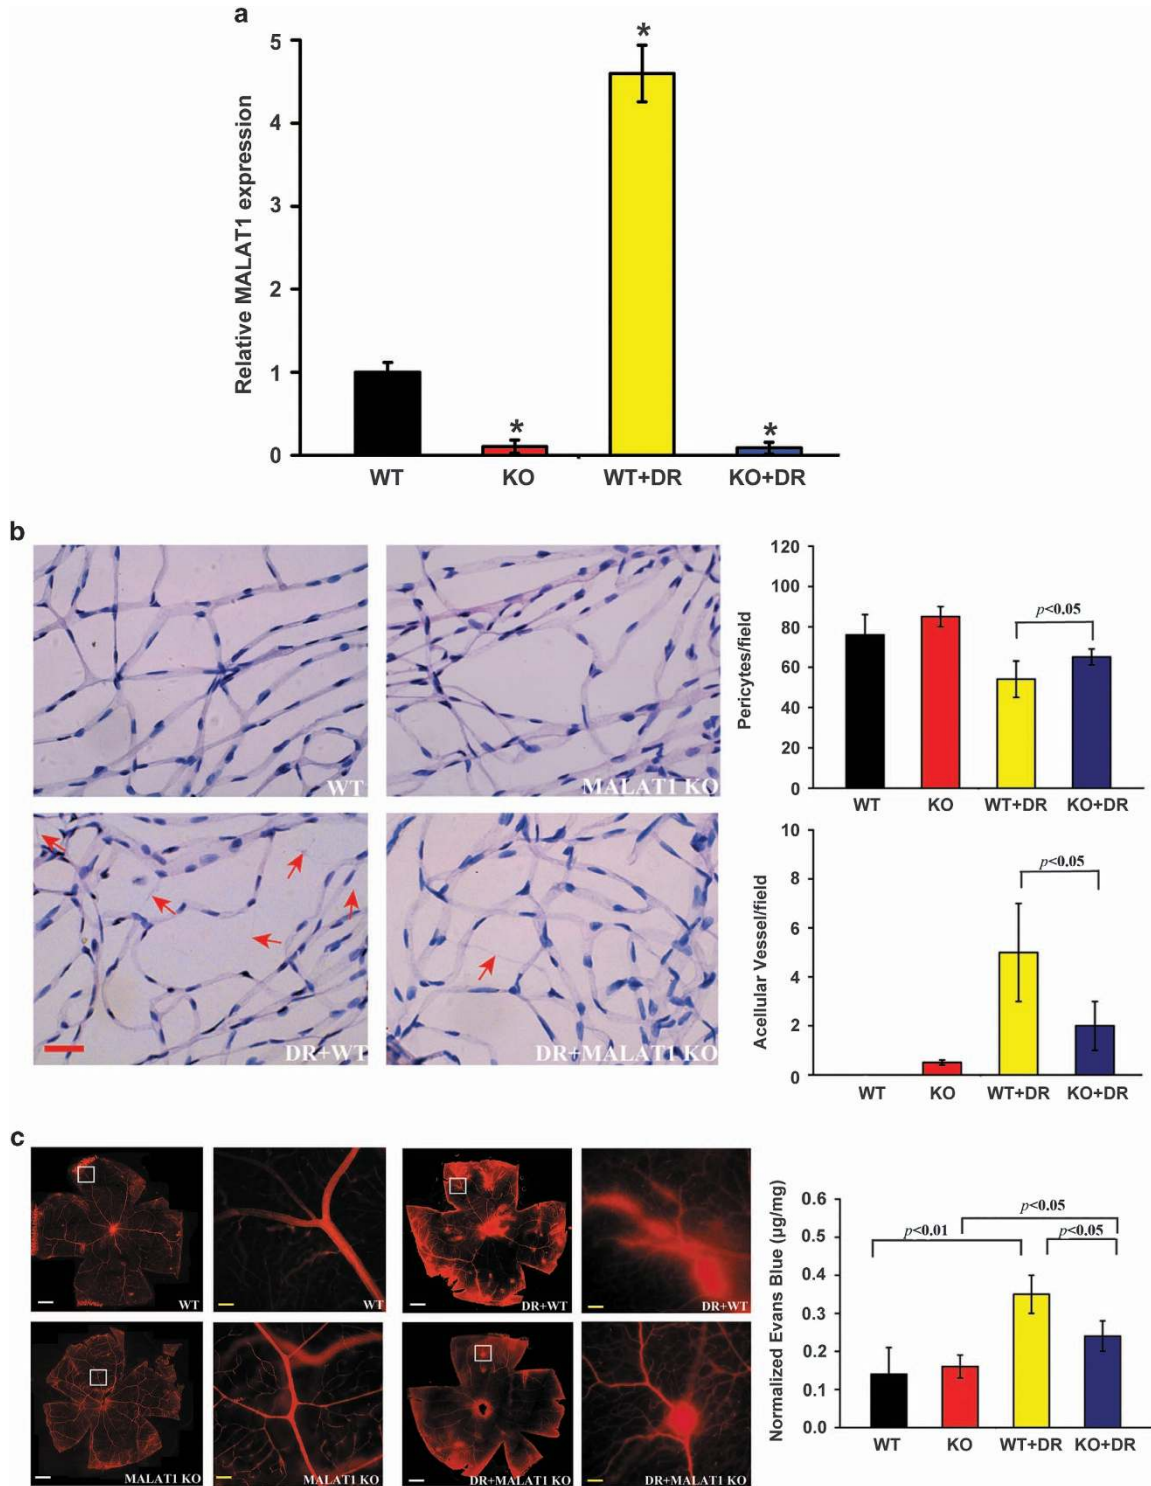 a
Relative MALAT1 expression
5
4
3
2
1
0
*
*
*
*
WT
KO
WT+DR
KO+DR
b
WT
MALAT1 KO
DR+WT
DR+MALAT1 KO
Pericytes/field
120
100
80
60
40
20
0
p<0.05
WT
KO
WT+DR
KO+DR
Acellular Vessel/field
10
8
6
4
2
0
p<0.05
WT
KO
WT+DR
KO+DR
c
WT
WT
DR+WT
DR+WT
MALAT1 KO
MALAT1 KO
DR+MALAT1 KO
DR+MALAT1 KO
Normalized Evans Blue (µg/mg)
0.6
0.5
0.4
0.3
0.2
0.1
0.0
p<0.05
p<0.01
p<0.05
WT
KO
WT+DR
KO+DR